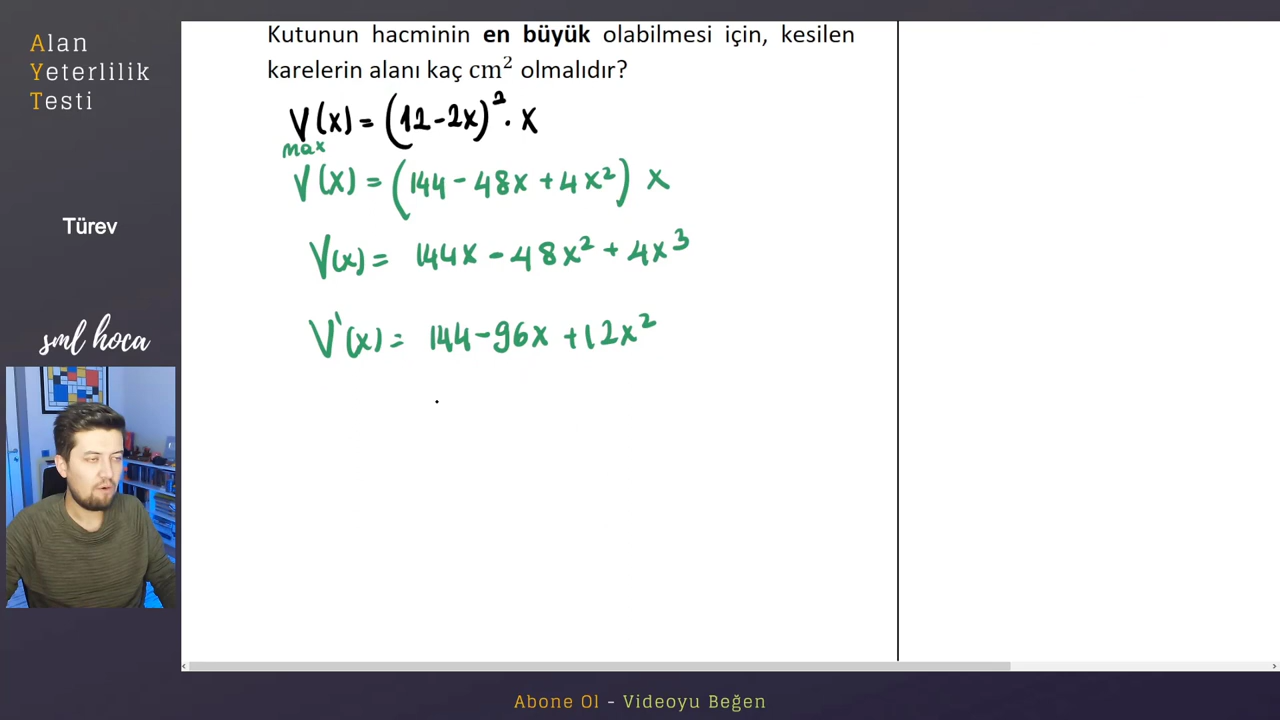 Alan
Yeterlilik
Testi
Türev
sml hoca
Kutunun hacminin en büyük olabilmesi için, kesilen
karelerin alanı kaç cm² olmalıdır?
V(x) = (12-2x)² . x
max
V(x) = (144 - 48x + 4x²) x
V(x) = 144x - 48x² + 4x³
V'(x) = 144-96x +12x²
Abone Ol - Videoyu Beğen